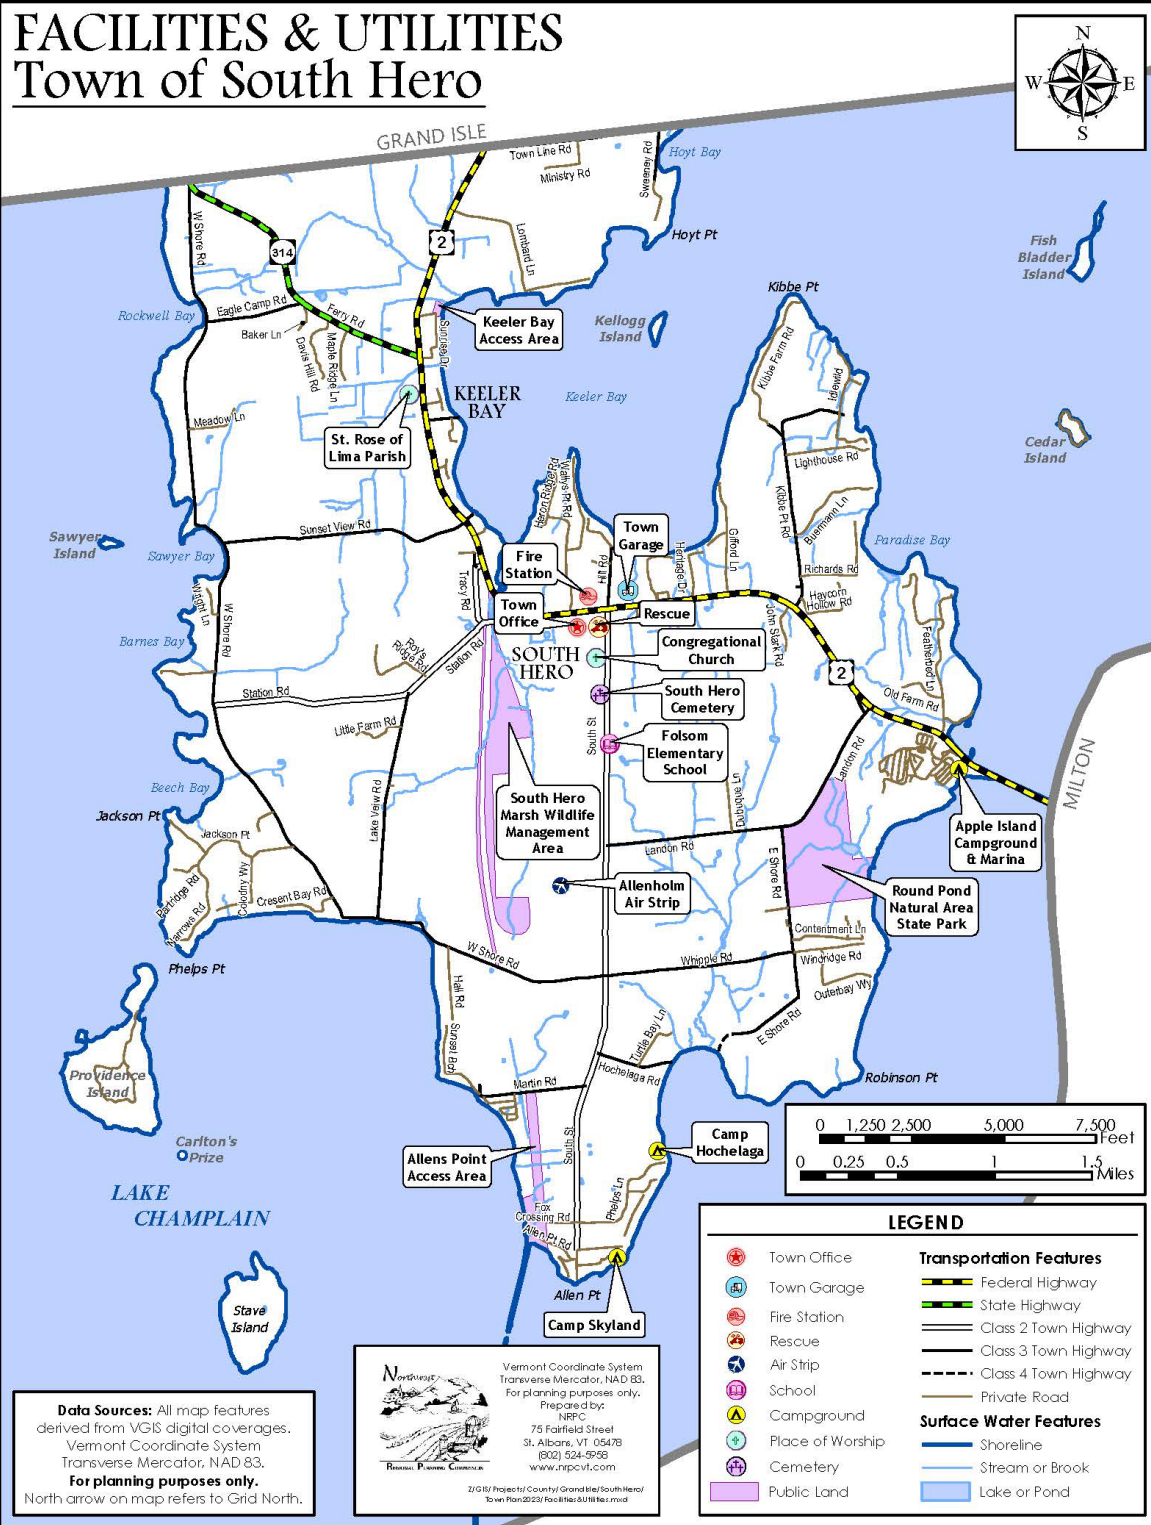 FACILITIES & UTILITIES
Town of South Hero
N
W
E
S
GRAND ISLE
Town Line Rd
Ministry Rd
Sweeney Rd
Hoyt Bay
W Shore Rd
314
2
Lombard Ln
Hoyt Pt
Fish
Bladder
Island
Kibbe Pt
Eagle Camp Rd
Ferry Rd
Rockwell Bay
Baker Ln
Sunrise Dr
Keeler Bay
Access Area
Kellogg
Island
Davis Hill Rd
Maple Ridge Ln
Kibbe Farm Rd
Idlewild
KEELER
BAY
Keeler Bay
Meadow Ln
St. Rose of
Lima Parish
Cedar
Island
Lighthouse Rd
Heron Ridge Rd
Wallys Pt Rd
Kibbe Pt Rd
Buermann Ln
Sunset View Rd
Sawyer
Island
Sawyer Bay
Town
Garage
Fire
Station
Hill Rd
Heritage Dr
Gifford Ln
Paradise Bay
Richards Rd
Tracy Rd
Wright Ln
W Shore Rd
Town
Office
Rescue
Haycorn
Hollow Rd
John Stark Rd
Featherbed Ln
Barnes Bay
Roy's
Ridge Rd
Station Rd
SOUTH
HERO
Congregational
Church
2
South Hero
Cemetery
Old Farm Rd
Station Rd
Little Farm Rd
South St
Folsom
Elementary
School
Landon Rd
MILTON
Beech Bay
Jackson Pt
Lake View Rd
South Hero
Marsh Wildlife
Management
Area
Dubuque Ln
Jackson Pt
Landon Rd
E Shore Rd
Apple Island
Campground
& Marina
Partridge Rd
Colodny Wy
Cresent Bay Rd
Narrows Rd
Allenholm
Air Strip
Round Pond
Natural Area
State Park
Contentment Ln
W Shore Rd
Whipple Rd
Windridge Rd
Phelps Pt
Hall Rd
Outerbay Wy
Sunset Bch
Turtle Bay Ln
E Shore Rd
Providence
Island
Martin Rd
Hochelaga Rd
Robinson Pt
Carlton's
Prize
Allens Point
Access Area
South St
Camp
Hochelaga
LAKE
CHAMPLAIN
Phelps Ln
Fox
Crossing Rd
Allen Pt Rd
Stave
Island
Allen Pt
Camp Skyland
0 1,250 2,500 5,000 7,500
Feet
0 0.25 0.5 1 1.5
Miles
LEGEND
Town Office
Town Garage
Fire Station
Rescue
Air Strip
School
Campground
Place of Worship
Cemetery
Public Land
Transportation Features
Federal Highway
State Highway
Class 2 Town Highway
Class 3 Town Highway
Class 4 Town Highway
Private Road
Surface Water Features
Shoreline
Stream or Brook
Lake or Pond
Data Sources: All map features
derived from VGIS digital coverages.
Vermont Coordinate System
Transverse Mercator, NAD 83.
For planning purposes only.
North arrow on map refers to Grid North.
Northwest
Regional Planning Commission
Vermont Coordinate System
Transverse Mercator, NAD 83.
For planning purposes only.
Prepared by:
NRPC
75 Fairfield Street
St. Albans, VT 05478
(802) 524-5958
www.nrpcvt.com
Z/GIS/Projects/County/GrandIsle/SouthHero/
TownPlan2023/Facilities&Utilities.mxd